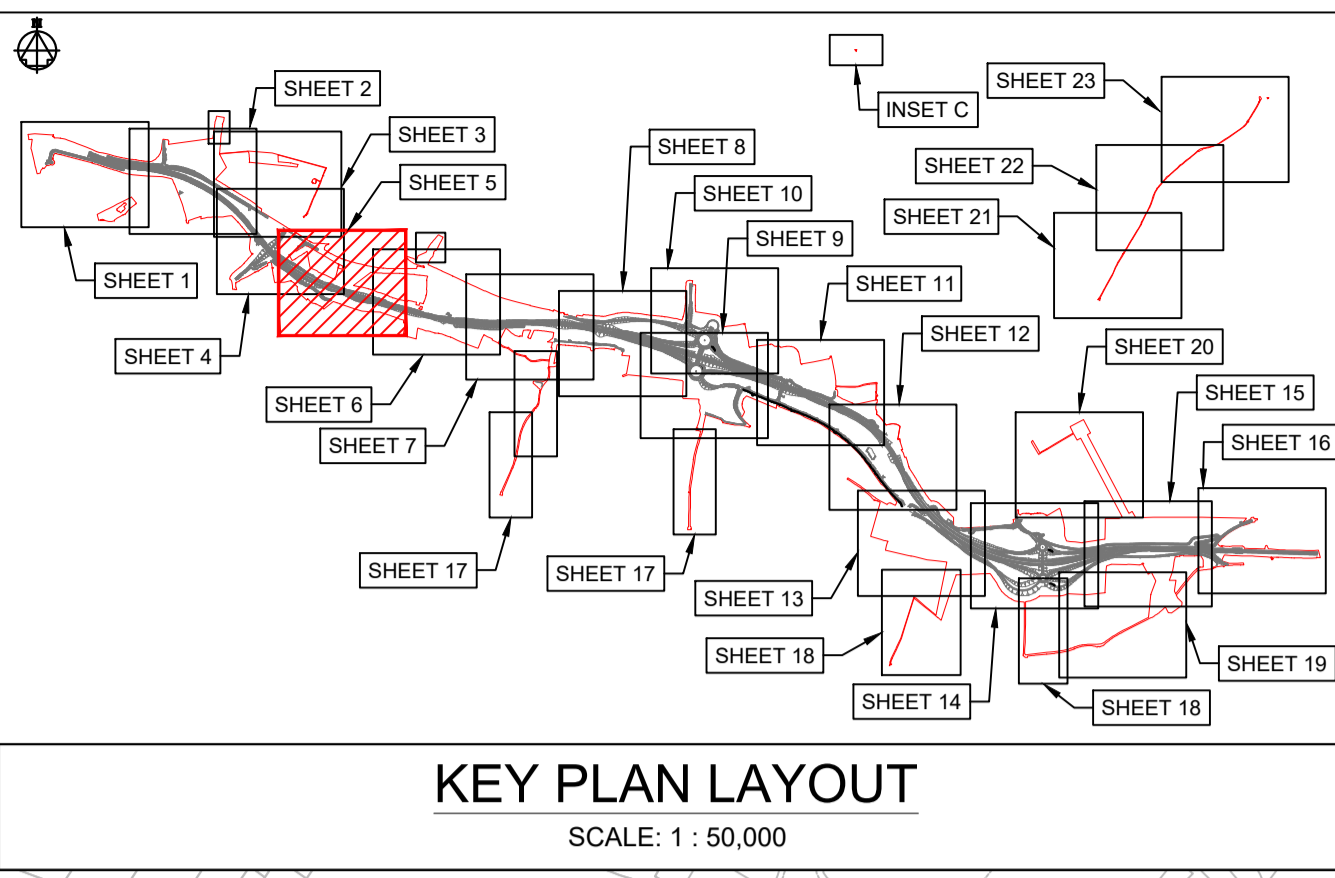 SHEET 2
SHEET 3
SHEET 5
SHEET 1
SHEET 4
SHEET 8
SHEET 10
SHEET 9
SHEET 11
SHEET 12
INSET C
SHEET 23
SHEET 22
SHEET 21
SHEET 20
SHEET 15
SHEET 16
SHEET 6
SHEET 7
SHEET 17
SHEET 17
SHEET 13
SHEET 18
SHEET 14
SHEET 19
SHEET 18
KEY PLAN LAYOUT
SCALE: 1 : 50,000